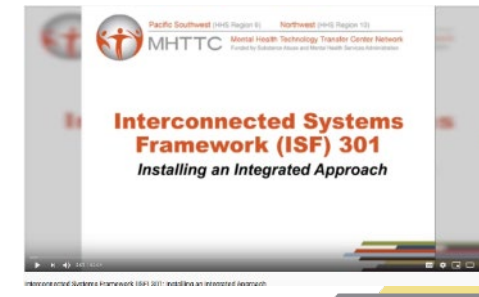 Pacific Southwest (HHS Region 9) Northwest (HHS Region 10)
MHTTC Mental Health Technology Transfer Center Network
Funded by Substance Abuse and Mental Health Services Administration
Interconnected Systems
Framework (ISF) 301
Installing an Integrated Approach
Interconnected Systems Framework (ISF) 301: Installing an Integrated Approach